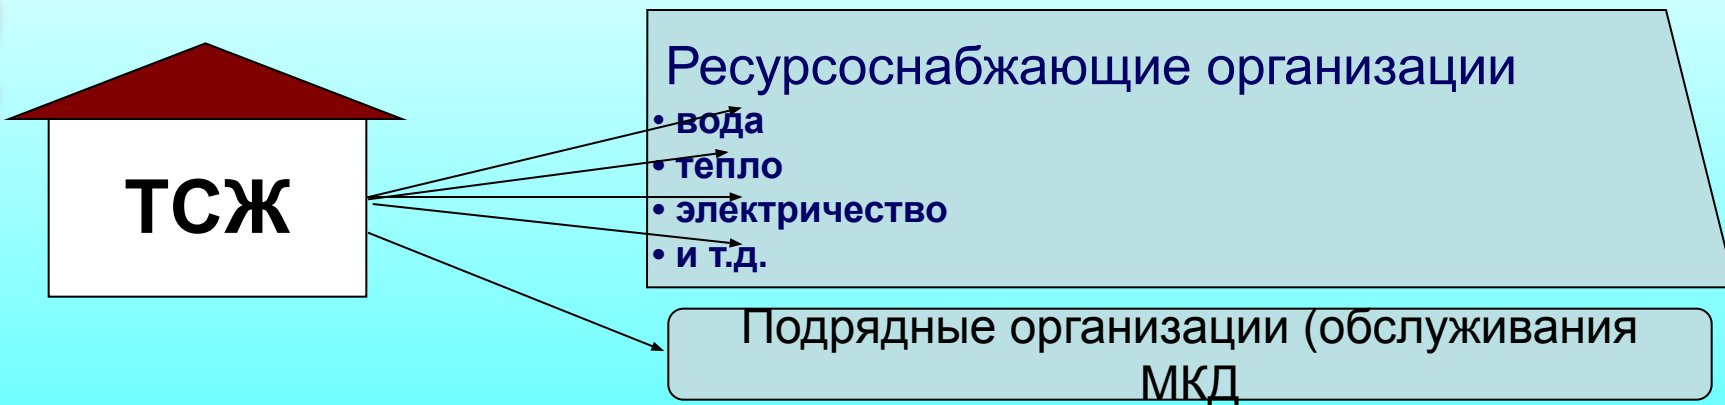 ТСЖ
Ресурсоснабжающие организации
• вода
• тепло
• электричество
• и т.д.
Подрядные организации (обслуживания
МКД